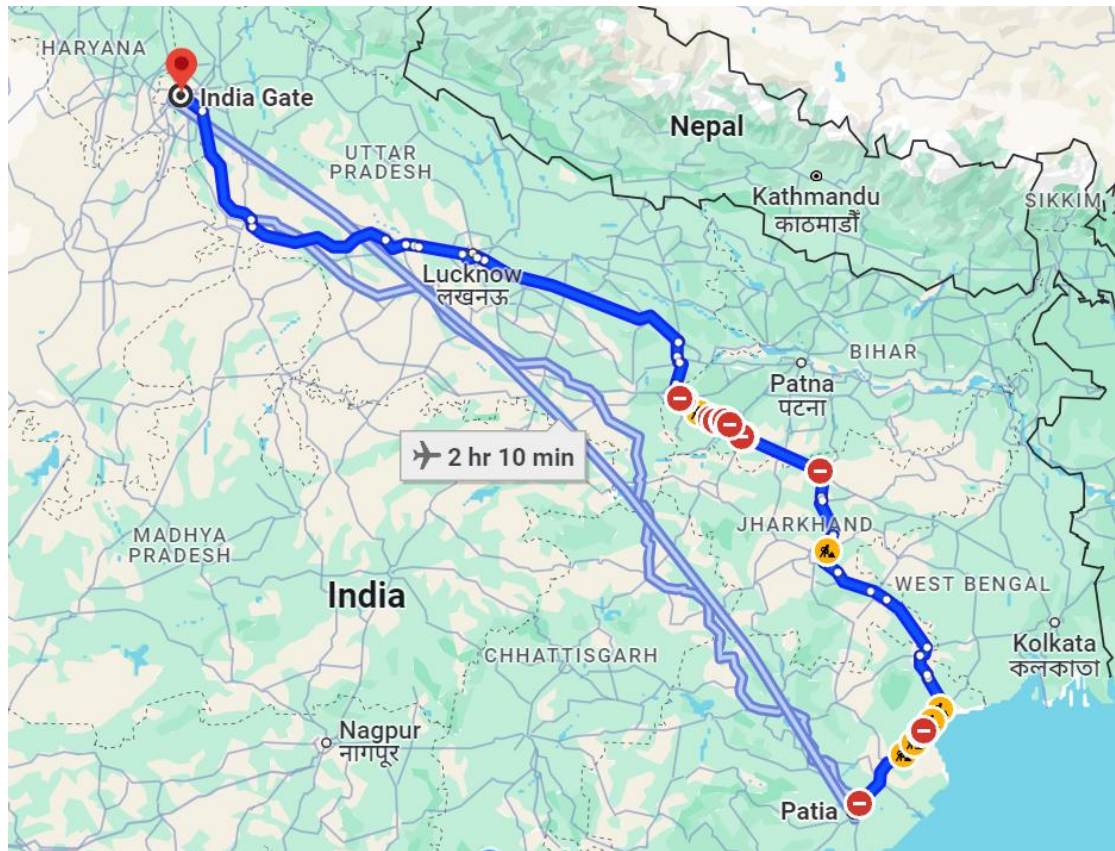 HARYANA
India Gate
UTTAR
PRADESH
Nepal
Kathmandu
काठमाडौँ
SIKKIM
Lucknow
लखनऊ
BIHAR
Patna
पटना
2 hr 10 min
MADHYA
PRADESH
JHARKHAND
India
WEST BENGAL
Kolkata
কলকাতা
CHHATTISGARH
Nagpur
नागपूर
Patia